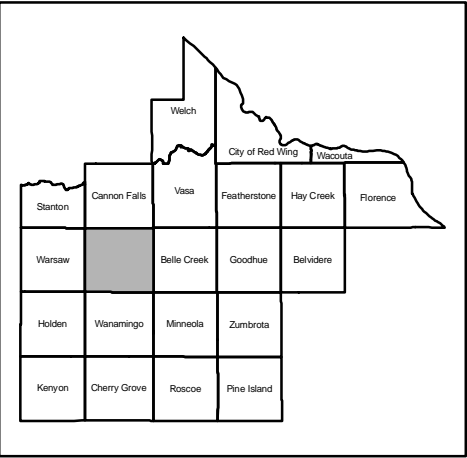 Welch
City of Red Wing
Wacouta
Stanton
Cannon Falls
Vasa
Featherstone
Hay Creek
Florence
Warsaw
Belle Creek
Goodhue
Belvidere
Holden
Wanamingo
Minneola
Zumbrota
Kenyon
Cherry Grove
Roscoe
Pine Island